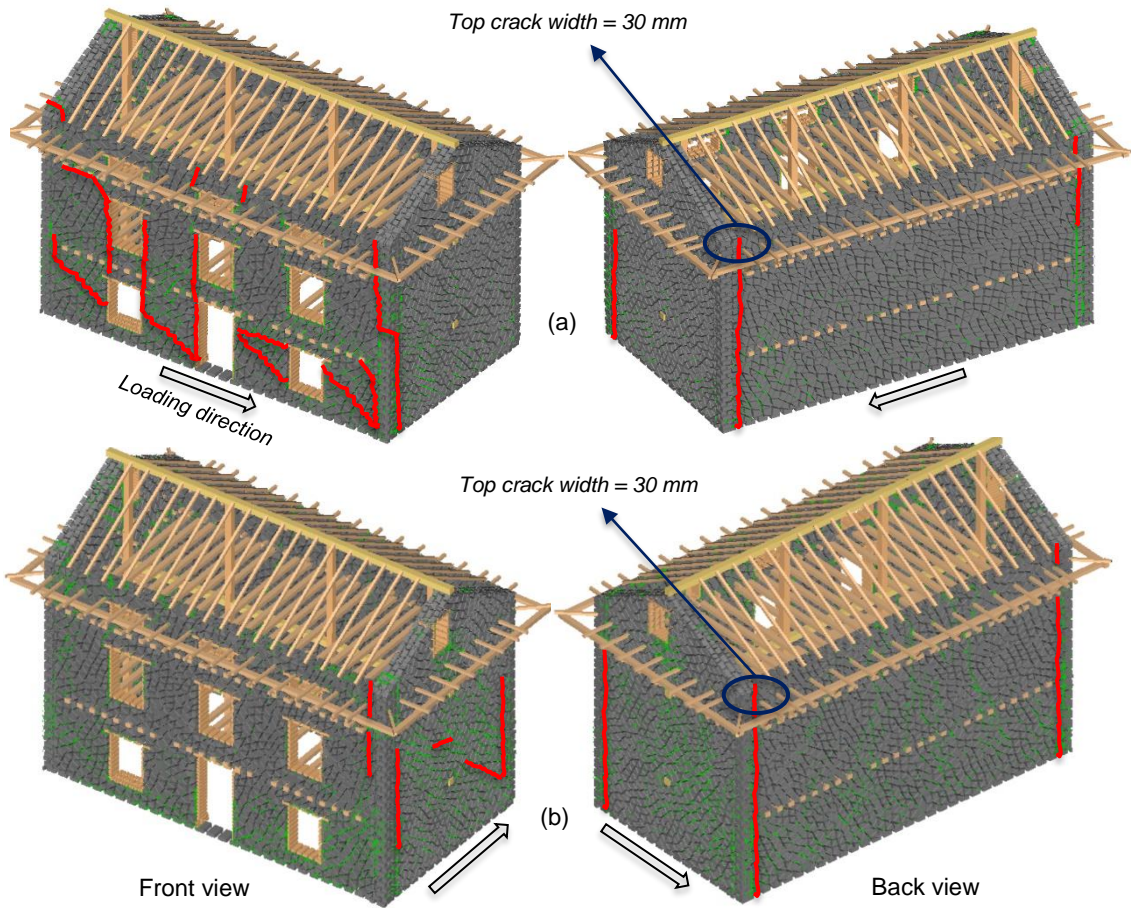 Top crack width = 30 mm
(a)
Loading direction
Top crack width = 30 mm
(b)
Front view
Back view